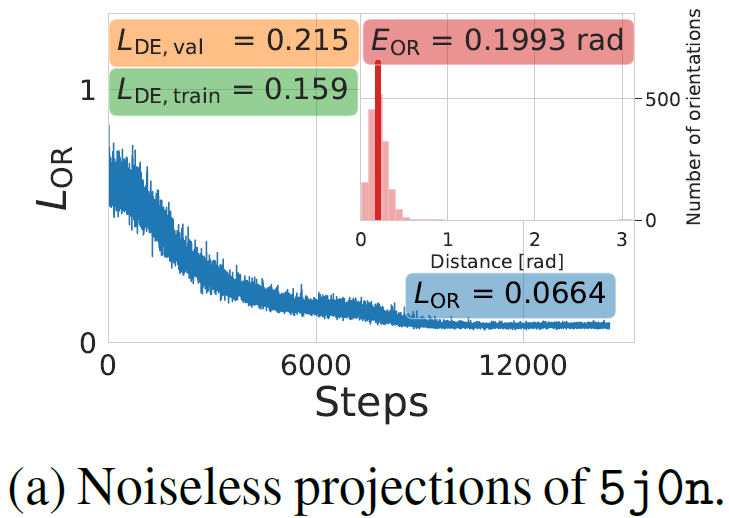 L_DE, val = 0.215
E_OR = 0.1993 rad
L_DE, train = 0.159
1
500
Number of orientations
L_OR
0
0 1 2 3
Distance [rad]
L_OR = 0.0664
0
0 6000 12000
Steps
(a) Noiseless projections of 5j0n.